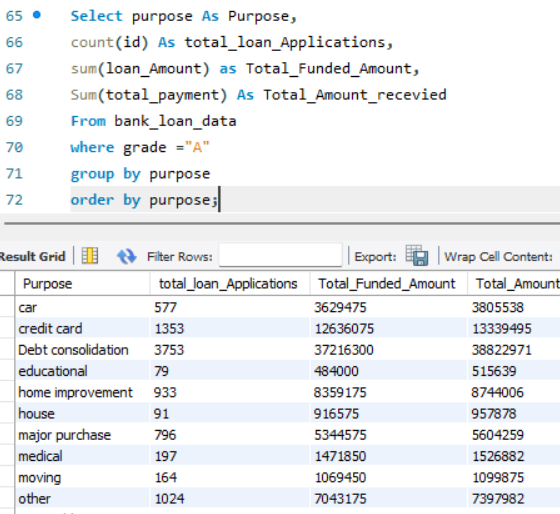 65 Select purpose As Purpose,
66 count(id) As total_loan_Applications,
67 sum(loan_Amount) as Total_Funded_Amount,
68 Sum(total_payment) As Total_Amount_recevied
69 From bank_loan_data
70 where grade ="A"
71 group by purpose
72 order by purpose;
Result Grid Filter Rows: Export: Wrap Cell Content:
Purpose total_loan_Applications Total_Funded_Amount Total_Amount
car 577 3629475 3805538
credit card 1353 12636075 13339495
Debt consolidation 3753 37216300 38822971
educational 79 484000 515639
home improvement 933 8359175 8744006
house 91 916575 957878
major purchase 796 5344575 5604259
medical 197 1471850 1526882
moving 164 1069450 1099875
other 1024 7043175 7397982